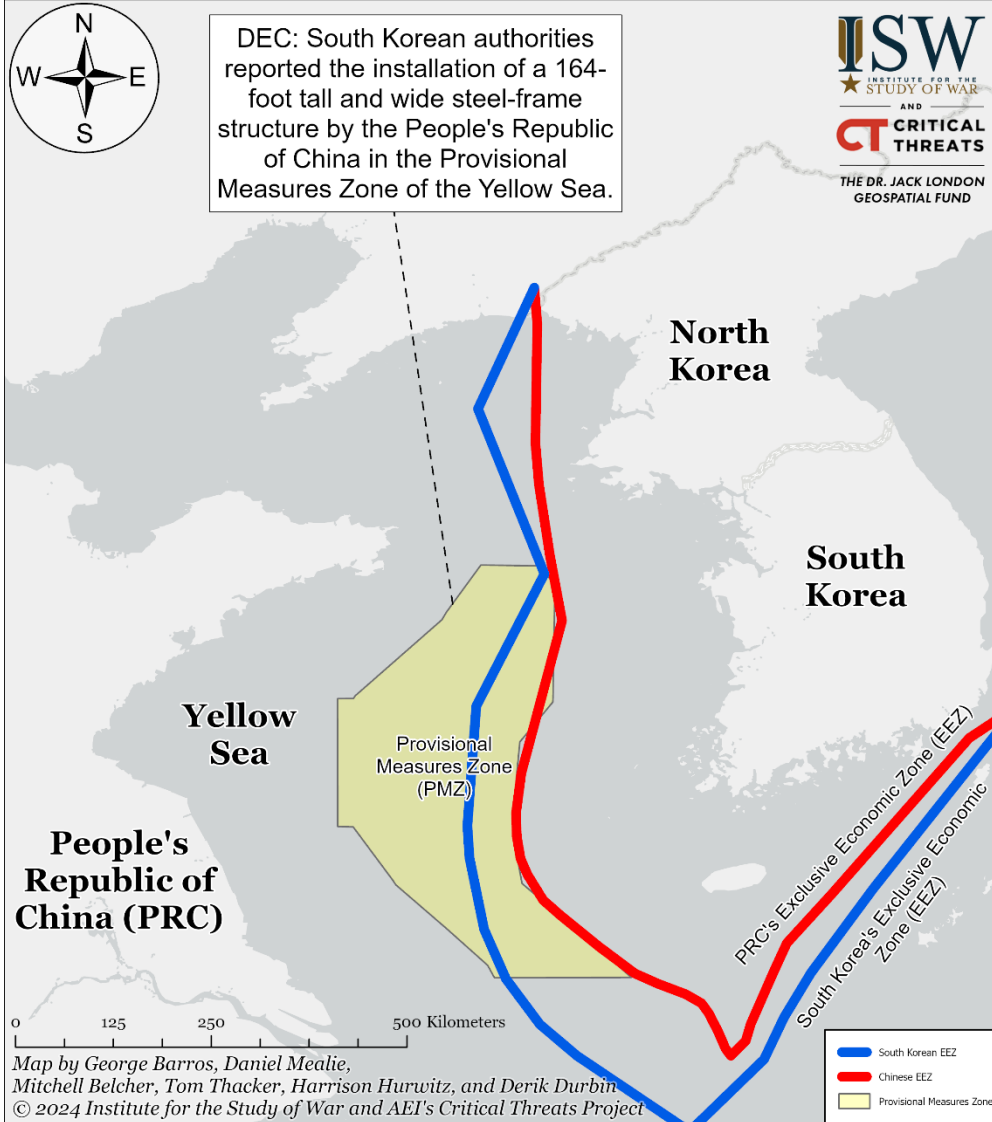 N
W
E
S
DEC: South Korean authorities
reported the installation of a 164-
foot tall and wide steel-frame
structure by the People's Republic
of China in the Provisional
Measures Zone of the Yellow Sea.
ISW
INSTITUTE FOR THE
STUDY OF WAR
AND
CT CRITICAL
THREATS
THE DR. JACK LONDON
GEOSPATIAL FUND
North
Korea
South
Korea
Yellow
Sea
Provisional
Measures Zone
(PMZ)
People's
Republic of
China (PRC)
PRC's Exclusive Economic Zone (EEZ)
South Korea's Exclusive Economic
Zone (EEZ)
0 125 250 500 Kilometers
Map by George Barros, Daniel Mealie,
Mitchell Belcher, Tom Thacker, Harrison Hurwitz, and Derik Durbin
© 2024 Institute for the Study of War and AEI's Critical Threats Project
South Korean EEZ
Chinese EEZ
Provisional Measures Zone